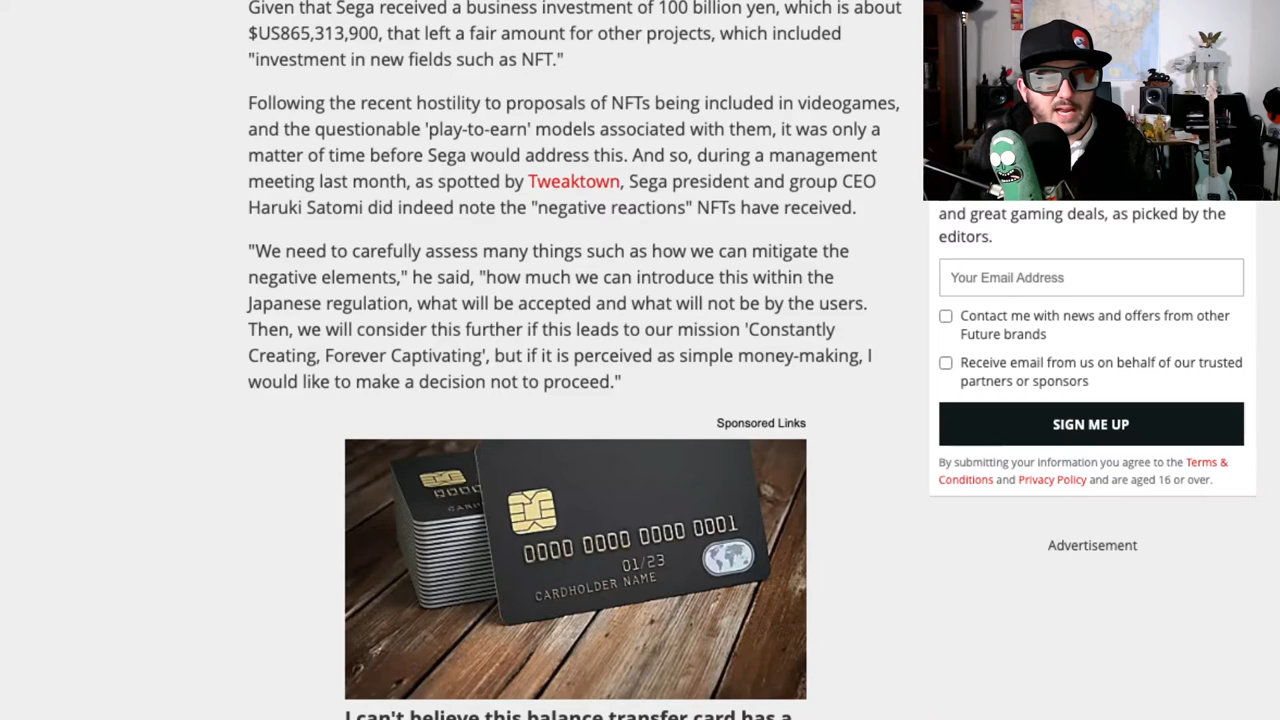 Given that Sega received a business investment of 100 billion yen, which is about
$US865,313,900, that left a fair amount for other projects, which included
"investment in new fields such as NFT."
Following the recent hostility to proposals of NFTs being included in videogames,
and the questionable 'play-to-earn' models associated with them, it was only a
matter of time before Sega would address this. And so, during a management
meeting last month, as spotted by Tweaktown, Sega president and group CEO
Haruki Satomi did indeed note the "negative reactions" NFTs have received.
"We need to carefully assess many things such as how we can mitigate the
negative elements," he said, "how much we can introduce this within the
Japanese regulation, what will be accepted and what will not be by the users.
Then, we will consider this further if this leads to our mission 'Constantly
Creating, Forever Captivating', but if it is perceived as simple money-making, I
would like to make a decision not to proceed."
Sponsored Links
0000 0000 0000 0001
01/23
CARDHOLDER NAME
I can't believe this balance transfer card has a
and great gaming deals, as picked by the
editors.
Your Email Address
Contact me with news and offers from other
Future brands
Receive email from us on behalf of our trusted
partners or sponsors
SIGN ME UP
By submitting your information you agree to the Terms &
Conditions and Privacy Policy and are aged 16 or over.
Advertisement